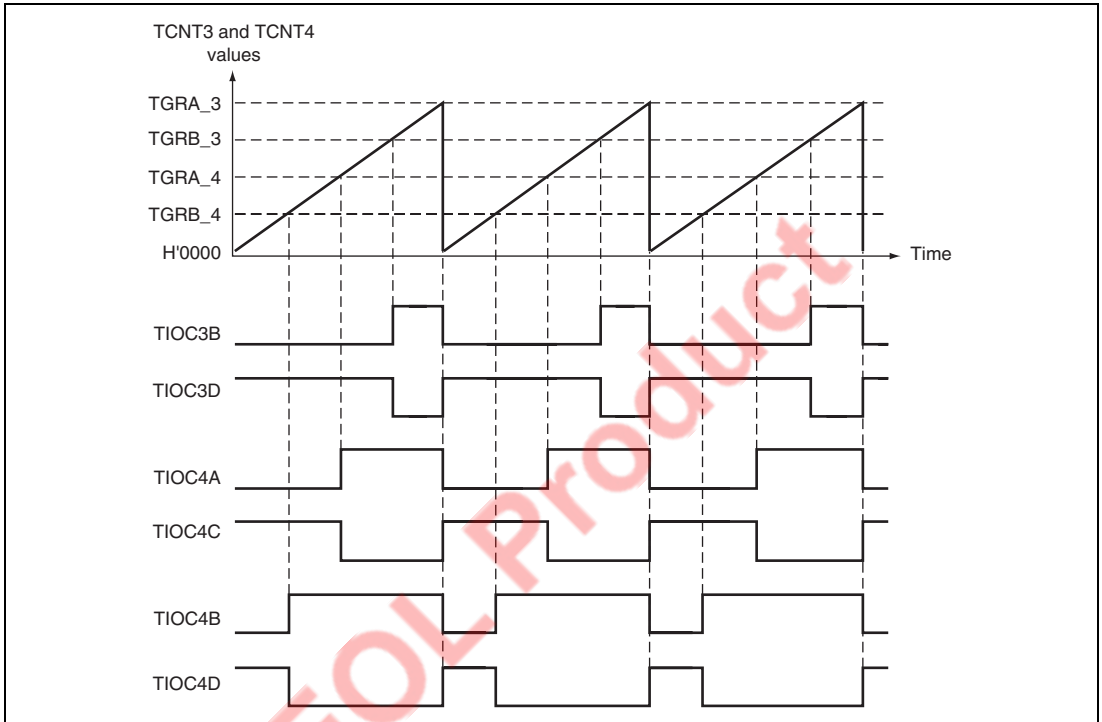 TCNT3 and TCNT4
values
TGRA_3
TGRB_3
TGRA_4
TGRB_4
H'0000
Time
TIOC3B
TIOC3D
TIOC4A
TIOC4C
TIOC4B
TIOC4D
EOL Product